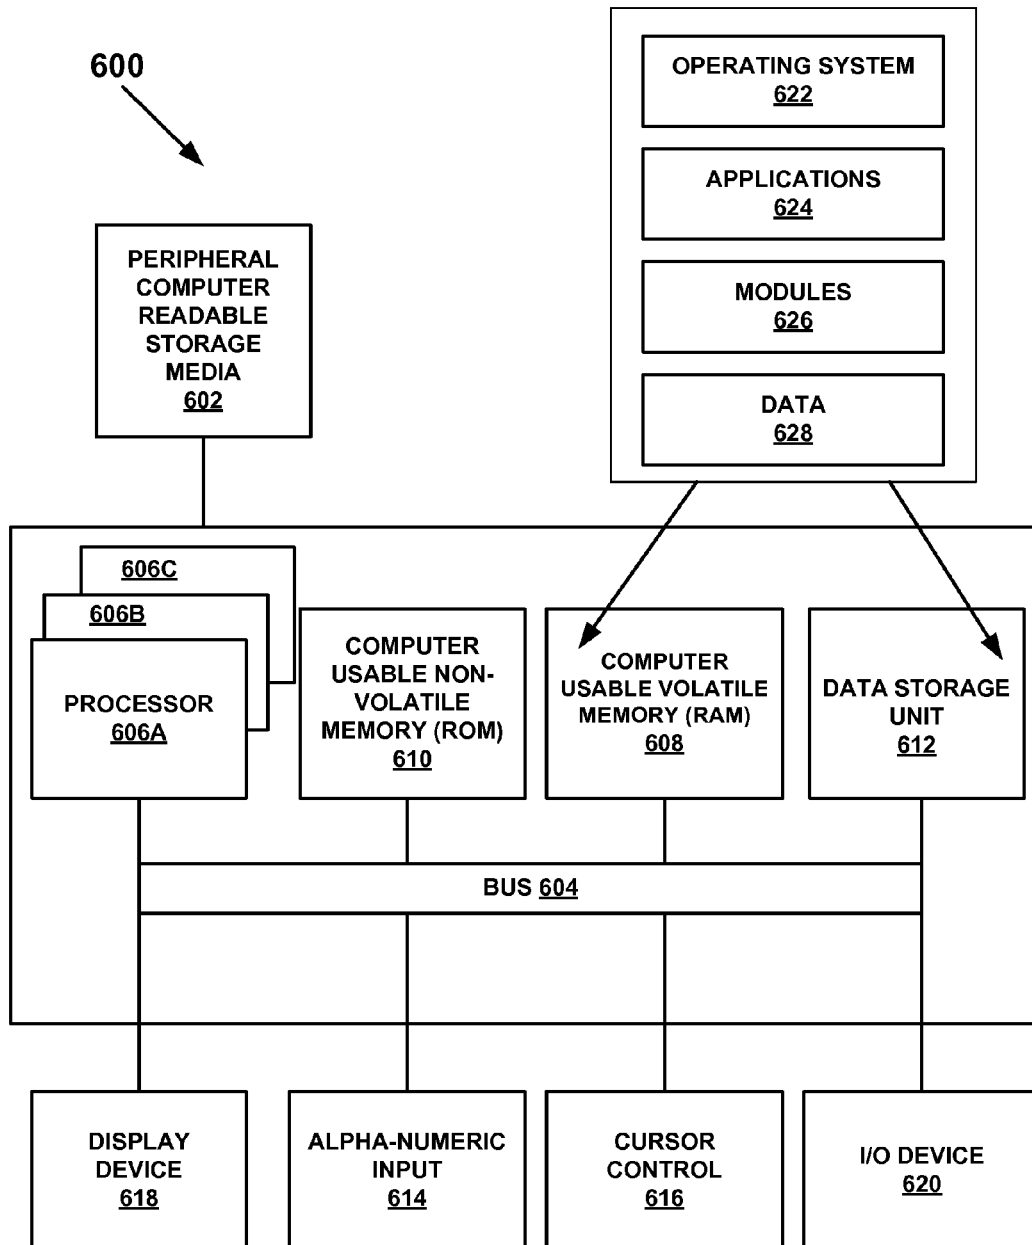 600
OPERATING SYSTEM
622
APPLICATIONS
624
MODULES
626
DATA
628
PERIPHERAL
COMPUTER
READABLE
STORAGE
MEDIA
602
606C
606B
PROCESSOR
606A
COMPUTER
USABLE NON-
VOLATILE
MEMORY (ROM)
610
COMPUTER
USABLE VOLATILE
MEMORY (RAM)
608
DATA STORAGE
UNIT
612
BUS 604
DISPLAY
DEVICE
618
ALPHA-NUMERIC
INPUT
614
CURSOR
CONTROL
616
I/O DEVICE
620